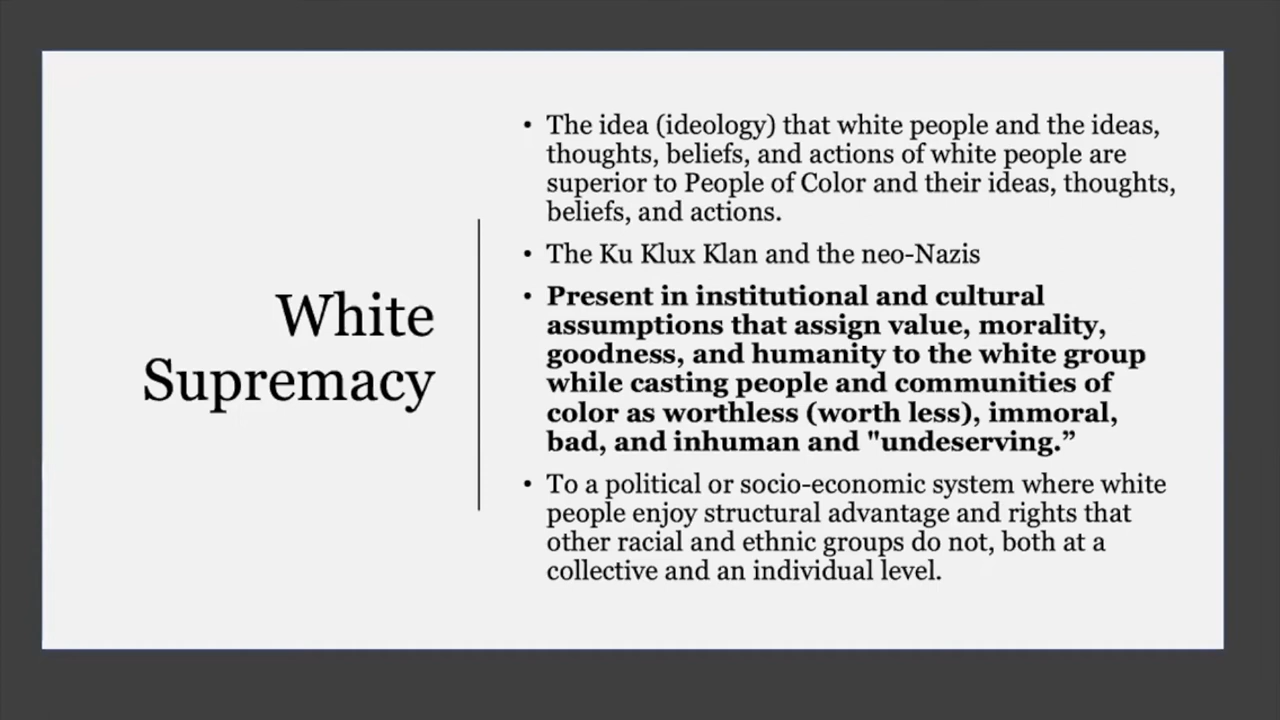 White
Supremacy
• The idea (ideology) that white people and the ideas,
thoughts, beliefs, and actions of white people are
superior to People of Color and their ideas, thoughts,
beliefs, and actions.
• The Ku Klux Klan and the neo-Nazis
• Present in institutional and cultural
assumptions that assign value, morality,
goodness, and humanity to the white group
while casting people and communities of
color as worthless (worth less), immoral,
bad, and inhuman and "undeserving.”
• To a political or socio-economic system where white
people enjoy structural advantage and rights that
other racial and ethnic groups do not, both at a
collective and an individual level.